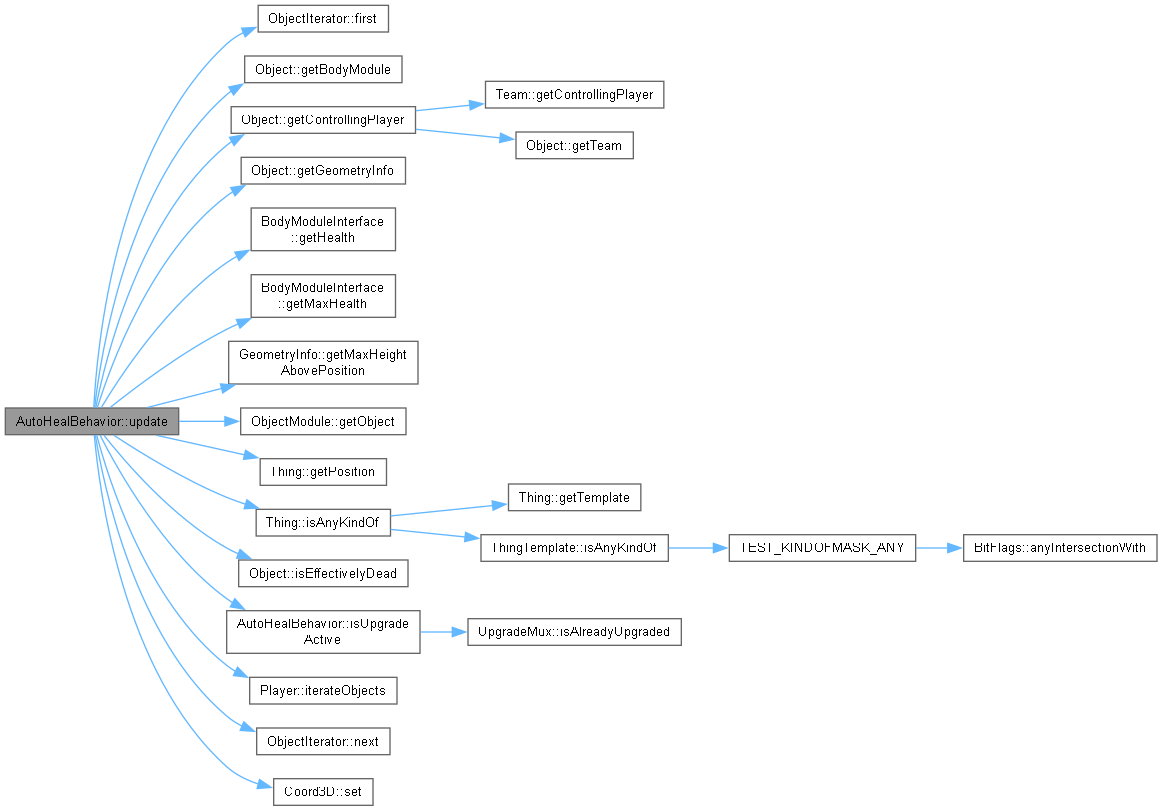 ObjectIterator::first
Object::getBodyModule
Team::getControllingPlayer
Object::getControllingPlayer
Object::getTeam
Object::getGeometryInfo
BodyModuleInterface
::getHealth
BodyModuleInterface
::getMaxHealth
GeometryInfo::getMaxHeight
AbovePosition
AutoHealBehavior::update
ObjectModule::getObject
Thing::getPosition
Thing::getTemplate
Thing::isAnyKindOf
ThingTemplate::isAnyKindOf
TEST_KINDOFMASK_ANY
BitFlags::anyIntersectionWith
Object::isEffectivelyDead
AutoHealBehavior::isUpgrade
Active
UpgradeMux::isAlreadyUpgraded
Player::iterateObjects
ObjectIterator::next
Coord3D::set